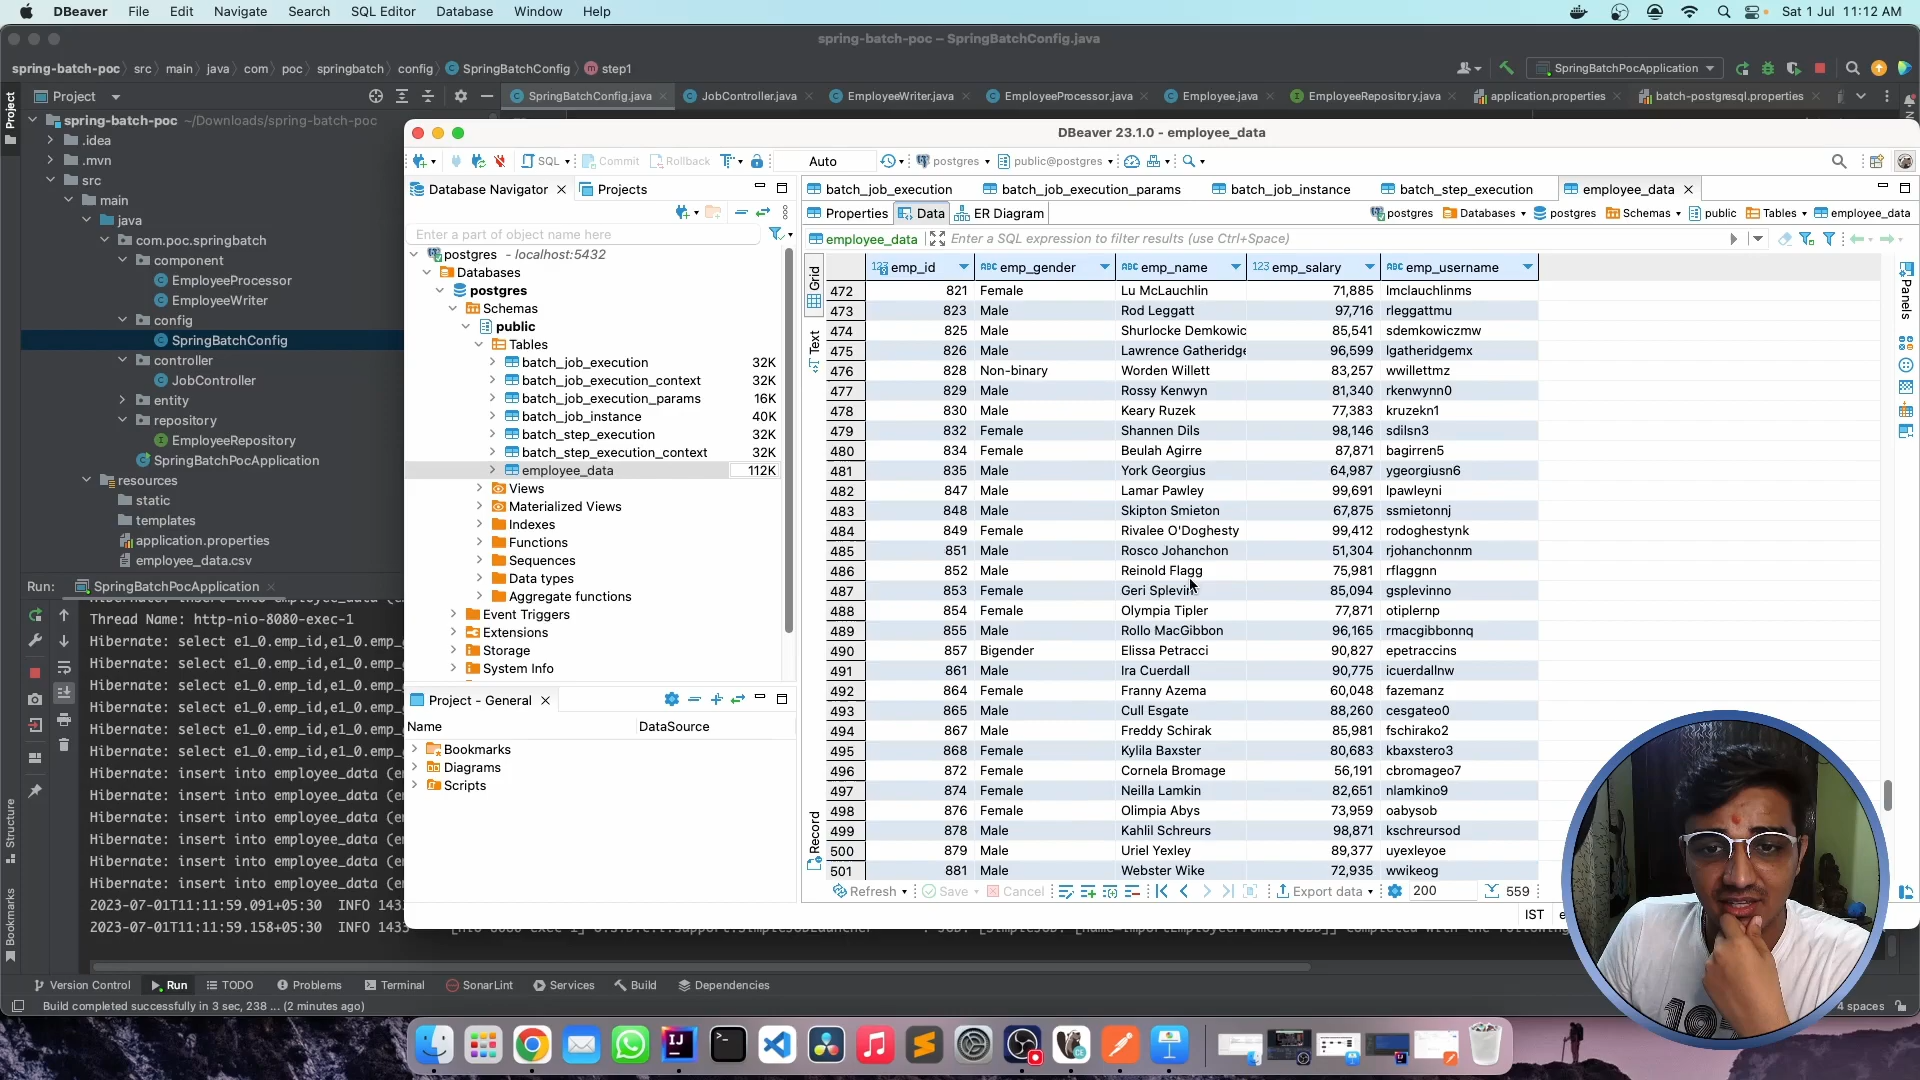 DBeaver File Edit Navigate Search SQL Editor Database Window Help
Sat 1 Jul 11:12 AM
spring-batch-poc – SpringBatchConfig.java
spring-batch-poc src main java com poc springbatch config SpringBatchConfig step1
SpringBatchPocApplication
Project
SpringBatchConfig.java JobController.java EmployeeWriter.java EmployeeProcessor.java Employee.java EmployeeRepository.java application.properties batch-postgresql.properties
Project
spring-batch-poc ~/Downloads/spring-batch-poc
.idea
.mvn
src
main
java
com.poc.springbatch
component
EmployeeProcessor
EmployeeWriter
config
SpringBatchConfig
controller
JobController
entity
repository
EmployeeRepository
SpringBatchPocApplication
resources
static
templates
application.properties
employee_data.csv
DBeaver 23.1.0 - employee_data
SQL Commit Rollback Auto postgres public@postgres
Database Navigator Projects
Enter a part of object name here
postgres - localhost:5432
Databases
postgres
Schemas
public
Tables
batch_job_execution 32K
batch_job_execution_context 32K
batch_job_execution_params 16K
batch_job_instance 40K
batch_step_execution 32K
batch_step_execution_context 32K
employee_data 112K
Views
Materialized Views
Indexes
Functions
Sequences
Data types
Aggregate functions
Event Triggers
Extensions
Storage
System Info
Project - General
Name DataSource
Bookmarks
Diagrams
Scripts
batch_job_execution batch_job_execution_params batch_job_instance batch_step_execution employee_data
Properties Data ER Diagram
postgres Databases postgres Schemas public Tables employee_data
employee_data Enter a SQL expression to filter results (use Ctrl+Space)
Grid
Text
Record
Panels
123 emp_id ABC emp_gender ABC emp_name 123 emp_salary ABC emp_username
472 821 Female Lu McLauchlin 71,885 lmclauchlinms
473 823 Male Rod Leggatt 97,716 rleggattmu
474 825 Male Shurlocke Demkowic 85,541 sdemkowiczmw
475 826 Male Lawrence Gatheridge 96,599 lgatheridgemx
476 828 Non-binary Worden Willett 83,257 wwillettmz
477 829 Male Rossy Kenwyn 81,340 rkenwynn0
478 830 Male Keary Ruzek 77,383 kruzekn1
479 832 Female Shannen Dils 98,146 sdilsn3
480 834 Female Beulah Agirre 87,871 bagirren5
481 835 Male York Georgius 64,987 ygeorgiusn6
482 847 Male Lamar Pawley 99,691 lpawleyni
483 848 Male Skipton Smieton 67,875 ssmietonnj
484 849 Female Rivalee O'Doghesty 99,412 rodoghestynk
485 851 Male Rosco Johanchon 51,304 rjohanchonnm
486 852 Male Reinold Flagg 75,981 rflaggnn
487 853 Female Geri Splevin 85,094 gsplevinno
488 854 Female Olympia Tipler 77,871 otiplernp
489 855 Male Rollo MacGibbon 96,165 rmacgibbonnq
490 857 Bigender Elissa Petracci 90,827 epetraccins
491 861 Male Ira Cuerdall 90,775 icuerdallnw
492 864 Female Franny Azema 60,048 fazemanz
493 865 Male Cull Esgate 88,260 cesgateo0
494 867 Male Freddy Schirak 85,981 fschirako2
495 868 Female Kylila Baxster 80,683 kbaxstero3
496 872 Female Cornela Bromage 56,191 cbromageo7
497 874 Female Neilla Lamkin 82,651 nlamkino9
498 876 Female Olimpia Abys 73,959 oabysob
499 878 Male Kahlil Schreurs 98,871 kschreursod
500 879 Male Uriel Yexley 89,377 uyexleyoe
501 881 Male Webster Wike 72,935 wwikeog
Refresh Save Cancel Export data 200 559
IST
Run: SpringBatchPocApplication
Hibernate: insert into employee_data (e
Thread Name: http-nio-8080-exec-1
Hibernate: select e1_0.emp_id,e1_0.emp_
Hibernate: select e1_0.emp_id,e1_0.emp_
Hibernate: select e1_0.emp_id,e1_0.emp_
Hibernate: select e1_0.emp_id,e1_0.emp_
Hibernate: select e1_0.emp_id,e1_0.emp_
Hibernate: select e1_0.emp_id,e1_0.emp_
Hibernate: insert into employee_data (e
Hibernate: insert into employee_data (e
Hibernate: insert into employee_data (e
Hibernate: insert into employee_data (e
Hibernate: insert into employee_data (e
Hibernate: insert into employee_data (e
2023-07-01T11:11:59.091+05:30 INFO 1433
2023-07-01T11:11:59.158+05:30 INFO 1433
Structure
Bookmarks
Version Control Run TODO Problems Terminal SonarLint Services Build Dependencies
Build completed successfully in 3 sec, 238 ... (2 minutes ago)
4 spaces